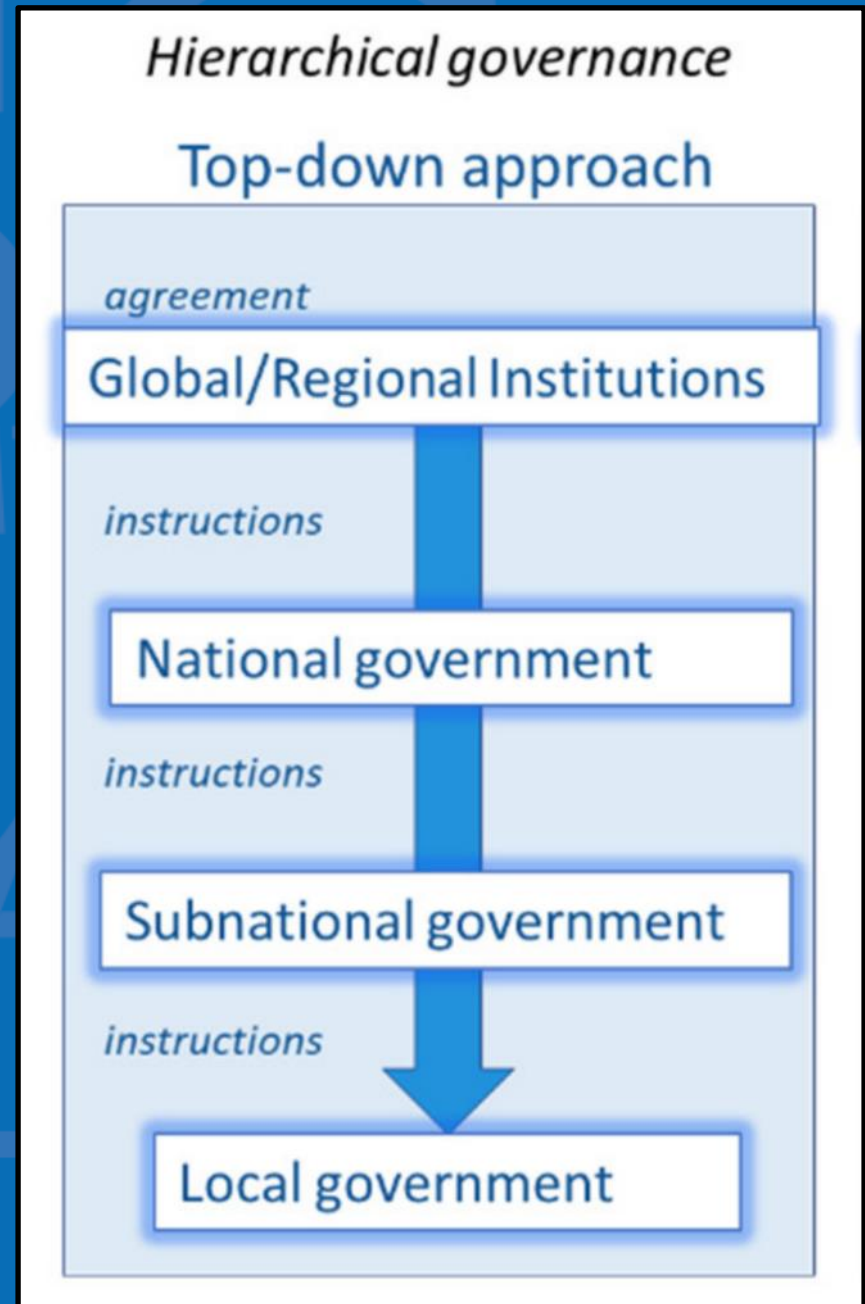 Hierarchical governance
Top-down approach
agreement
Global/Regional Institutions
instructions
National government
instructions
Subnational government
instructions
Local government